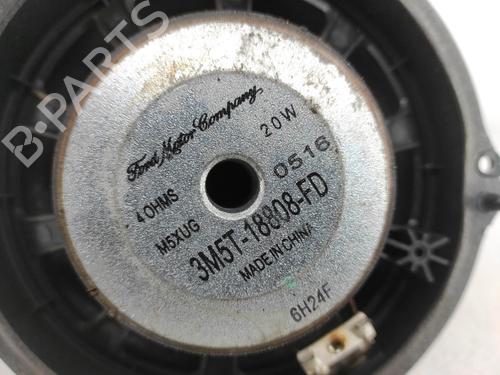 B-PARTS
Ford Motor Company
20W
0516
4 OHMS
M5XUG
3M5T-18808-FD
MADE IN CHINA
6H24F